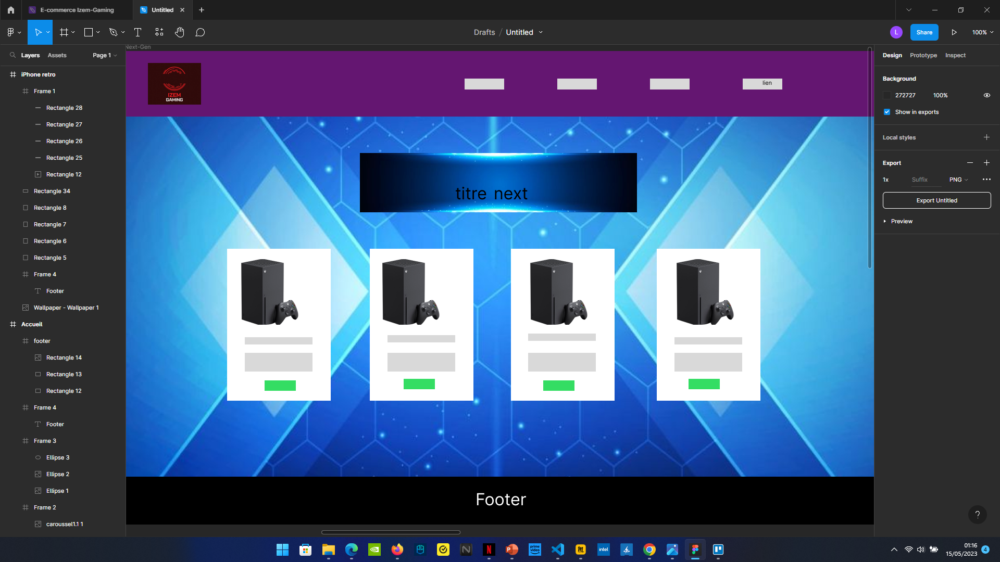 E-commerce Izem-Gaming
Untitled
Drafts / Untitled
L
Share
100%
Layers
Assets
Page 1
Design
Prototype
Inspect
iPhone retro
Frame 1
Rectangle 28
Rectangle 27
Rectangle 26
Rectangle 25
Rectangle 12
Rectangle 34
Rectangle 8
Rectangle 7
Rectangle 6
Rectangle 5
Frame 4
Footer
Wallpaper - Wallpaper 1
Accueil
footer
Rectangle 14
Rectangle 13
Rectangle 12
Frame 4
Footer
Frame 3
Ellipse 3
Ellipse 2
Ellipse 1
Frame 2
caroussel1.1 1
Next-Gen
IZEM
GAMING
lien
titre next
Footer
Background
272727
100%
Show in exports
Local styles
Export
1x
Suffix
PNG
Export Untitled
Preview
?
prime video
intel
01:16
15/05/2023
4